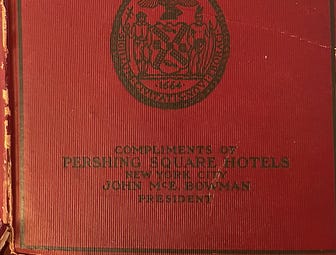 1664
COMPLIMENTS OF
PERSHING SQUARE HOTELS
NEW YORK CITY
JOHN McE. BOWMAN
PRESIDENT